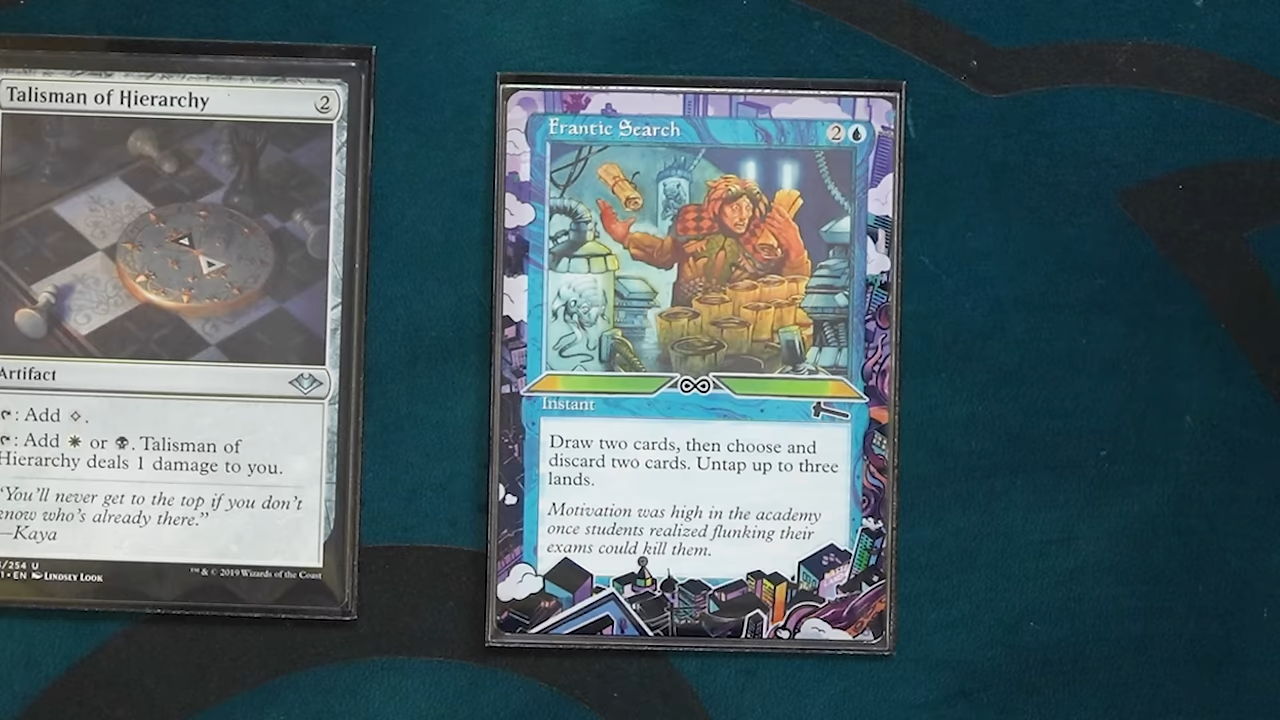 Talisman of Hierarchy 2
Artifact
: Add .
: Add or . Talisman of
Hierarchy deals 1 damage to you.
"You'll never get to the top if you don't
know who's already there."
—Kaya
/254 U
• EN Lindsey Look
™ & © 2019 Wizards of the Coast
Frantic Search 2
Instant
Draw two cards, then choose and
discard two cards. Untap up to three
lands.
Motivation was high in the academy
once students realized flunking their
exams could kill them.